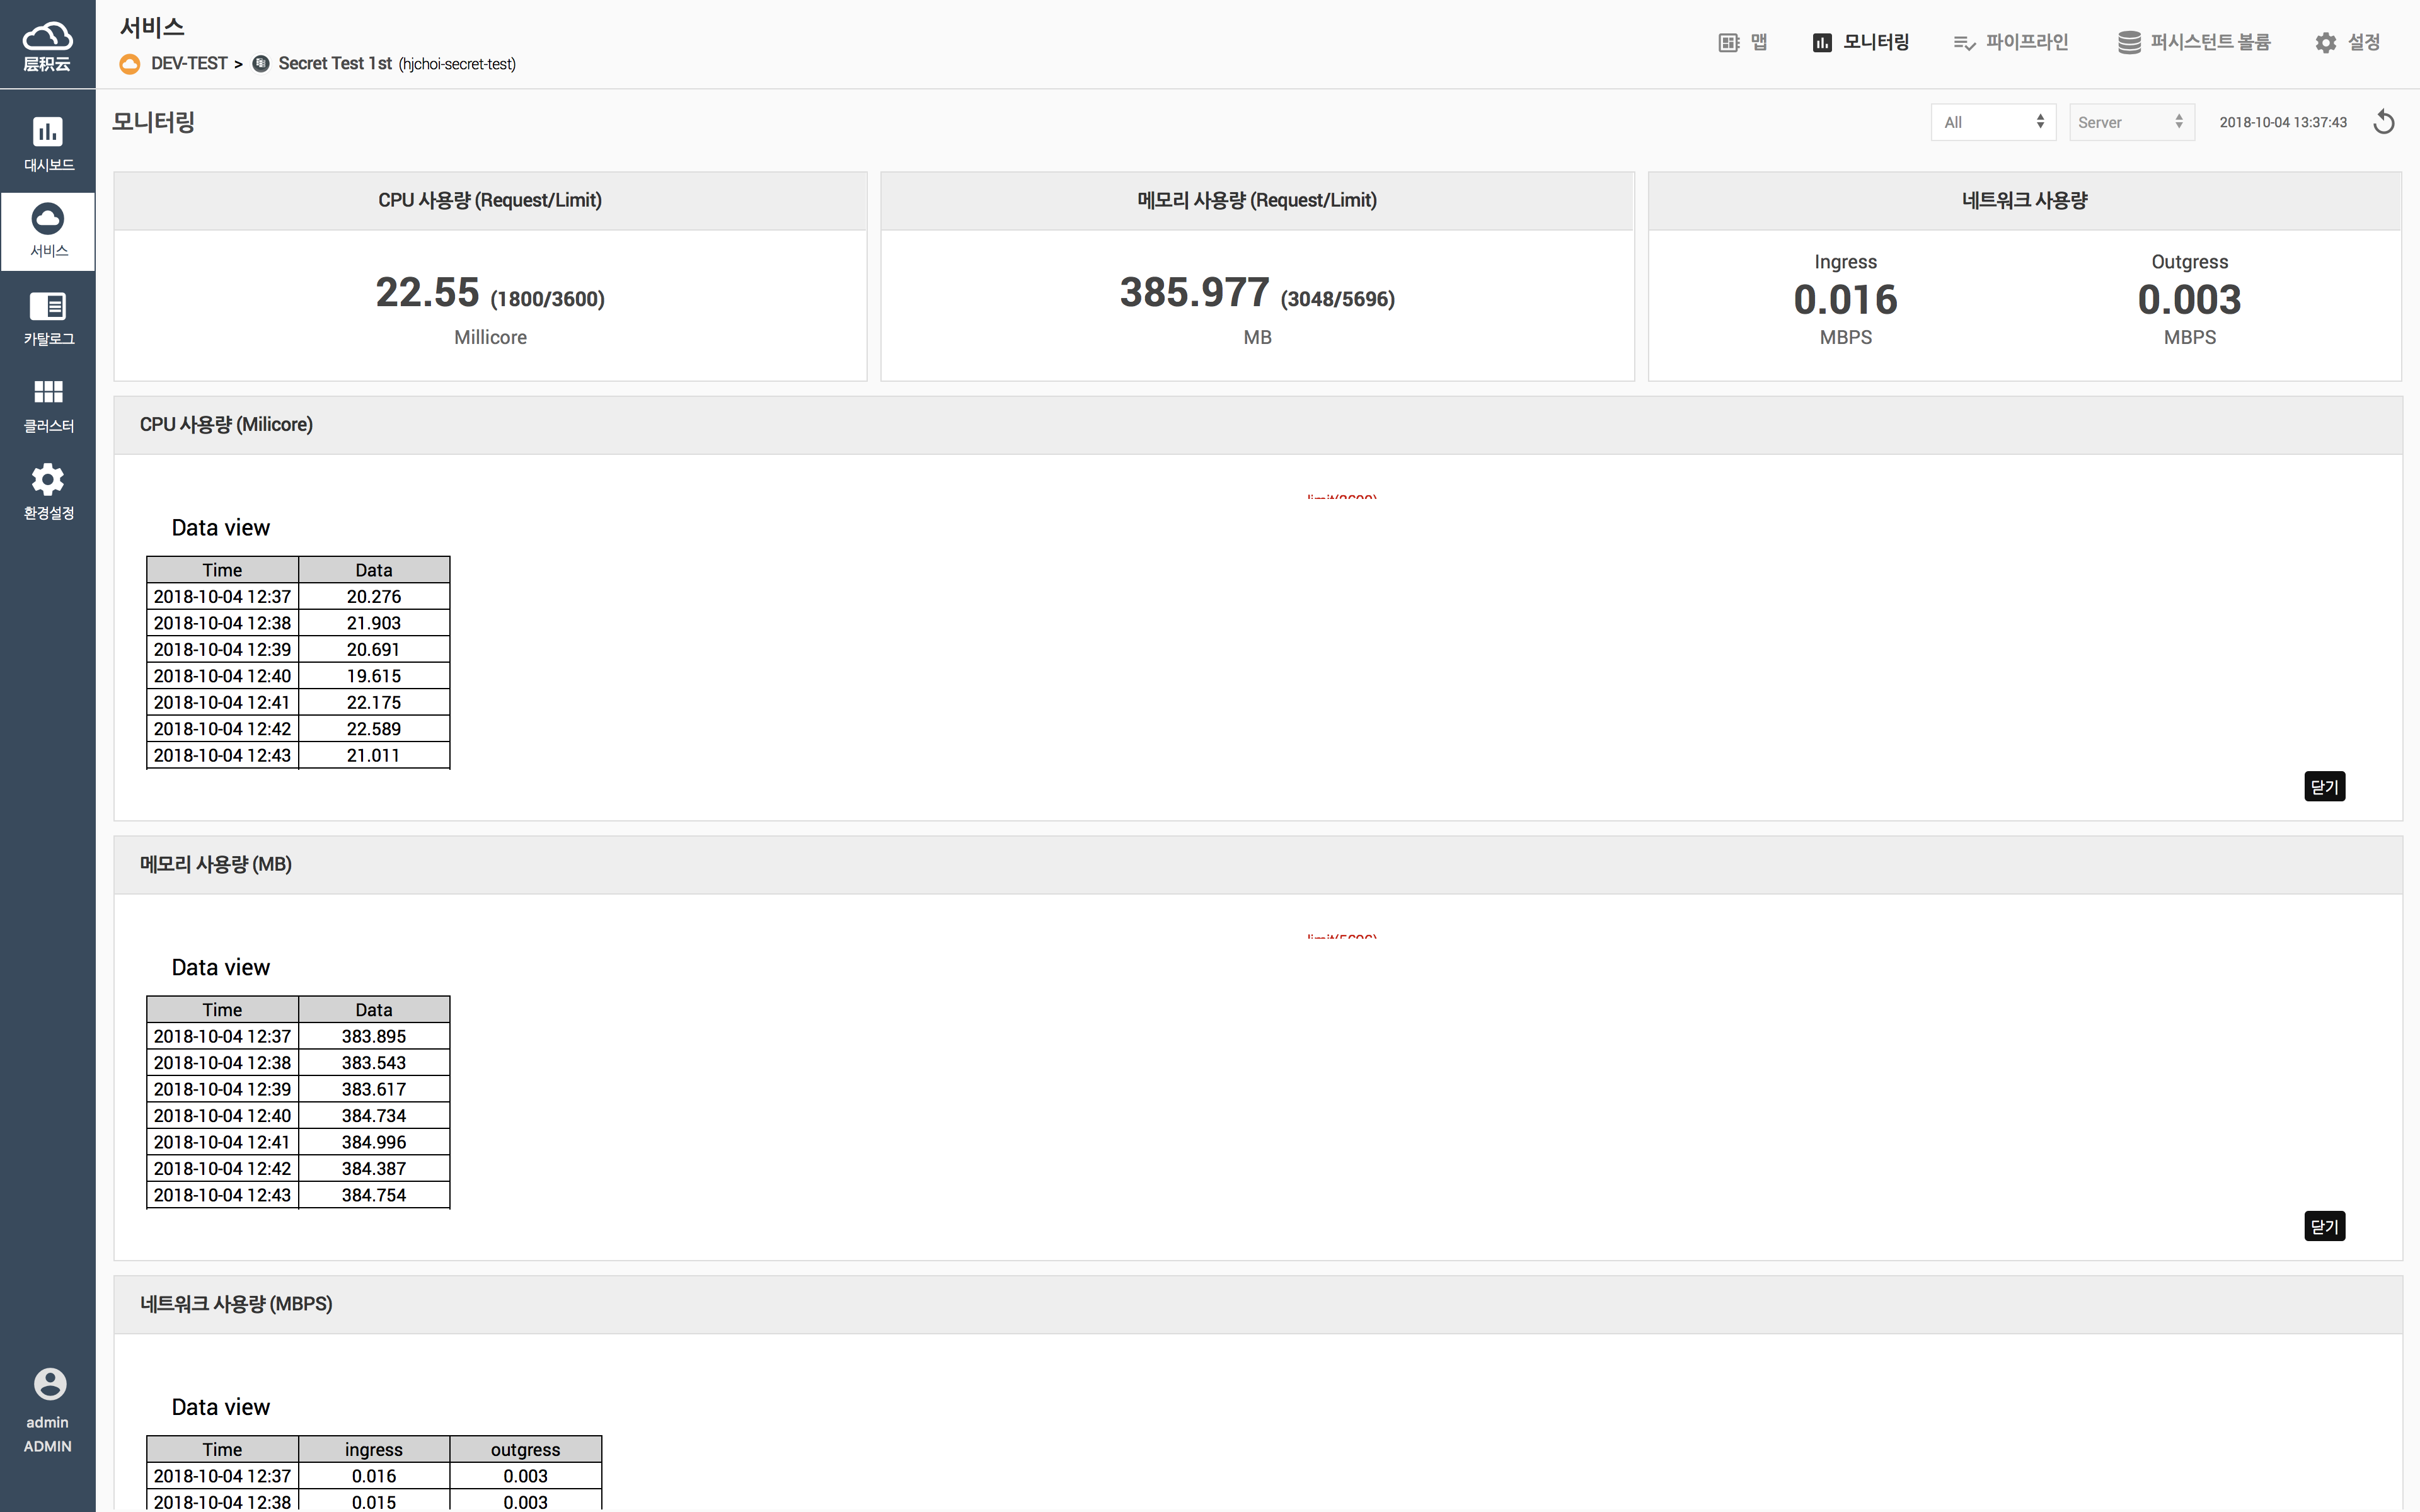 层积云
대시보드
서비스
카탈로그
클러스터
환경설정
admin
ADMIN
서비스
DEV-TEST > Secret Test 1st (hjchoi-secret-test)
맵
모니터링
파이프라인
퍼시스턴트 볼륨
설정
모니터링
All
Server
2018-10-04 13:37:43
CPU 사용량 (Request/Limit)
22.55 (1800/3600)
Millicore
메모리 사용량 (Request/Limit)
385.977 (3048/5696)
MB
네트워크 사용량
Ingress
0.016
MBPS
Outgress
0.003
MBPS
CPU 사용량 (Milicore)
limit(3600)
Data view
Time Data
2018-10-04 12:37 20.276
2018-10-04 12:38 21.903
2018-10-04 12:39 20.691
2018-10-04 12:40 19.615
2018-10-04 12:41 22.175
2018-10-04 12:42 22.589
2018-10-04 12:43 21.011
닫기
메모리 사용량 (MB)
limit(5696)
Data view
Time Data
2018-10-04 12:37 383.895
2018-10-04 12:38 383.543
2018-10-04 12:39 383.617
2018-10-04 12:40 384.734
2018-10-04 12:41 384.996
2018-10-04 12:42 384.387
2018-10-04 12:43 384.754
닫기
네트워크 사용량 (MBPS)
Data view
Time ingress outgress
2018-10-04 12:37 0.016 0.003
2018-10-04 12:38 0.015 0.003